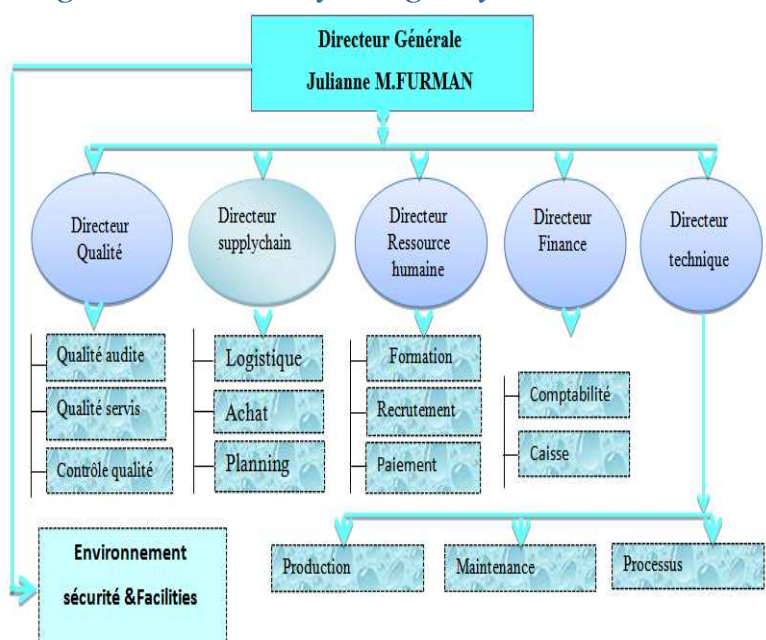 Directeur Générale
Julianne M.FURMAN
Directeur
Qualité
Directeur
supplychain
Directeur
Ressource
humaine
Directeur
Finance
Directeur
technique
Qualité audite
Qualité servis
Contrôle qualité
Logistique
Achat
Planning
Formation
Recrutement
Paiement
Comptabilité
Caisse
Production
Maintenance
Processus
Environnement
sécurité &Facilities